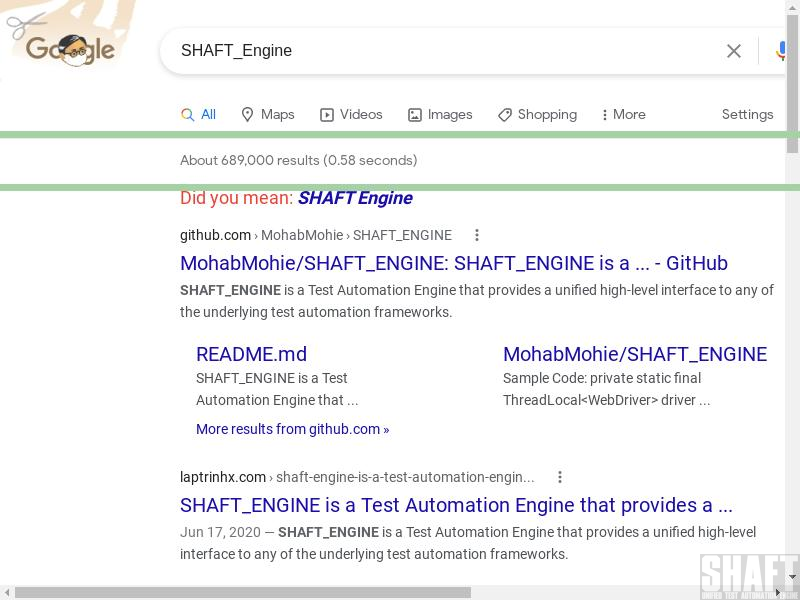 Google
SHAFT_Engine
All Maps Videos Images Shopping More Settings
About 689,000 results (0.58 seconds)
Did you mean: SHAFT Engine
github.com › MohabMohie › SHAFT_ENGINE
MohabMohie/SHAFT_ENGINE: SHAFT_ENGINE is a ... - GitHub
SHAFT_ENGINE is a Test Automation Engine that provides a unified high-level interface to any of
the underlying test automation frameworks.
README.md
SHAFT_ENGINE is a Test
Automation Engine that ...
MohabMohie/SHAFT_ENGINE
Sample Code: private static final
ThreadLocal<WebDriver> driver ...
More results from github.com »
laptrinhx.com › shaft-engine-is-a-test-automation-engin...
SHAFT_ENGINE is a Test Automation Engine that provides a ...
Jun 17, 2020 — SHAFT_ENGINE is a Test Automation Engine that provides a unified high-level
interface to any of the underlying test automation frameworks.
SHAFT
UNIFIED TEST AUTOMATION ENGINE